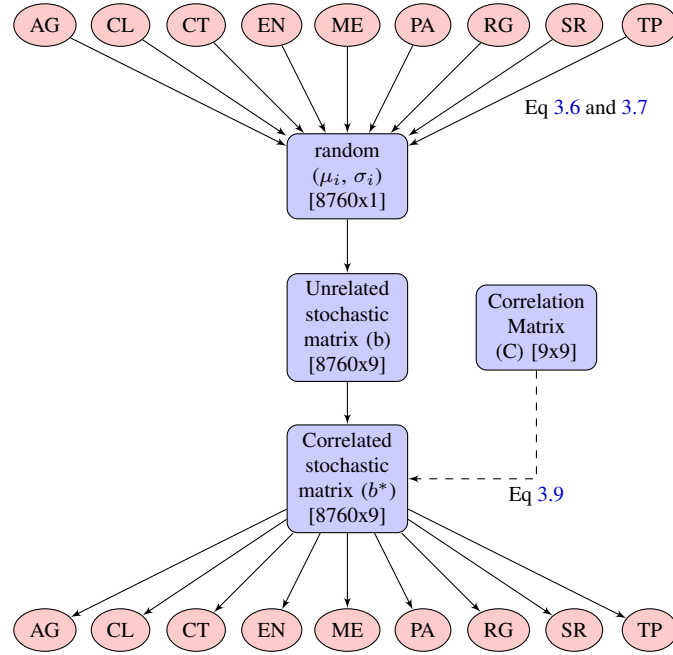 AG CL CT EN ME PA RG SR TP
Eq 3.6 and 3.7
random
(μ_i, σ_i)
[8760x1]
Unrelated
stochastic
matrix (b)
[8760x9]
Correlation
Matrix
(C) [9x9]
Correlated
stochastic
matrix (b*)
[8760x9]
Eq 3.9
AG CL CT EN ME PA RG SR TP